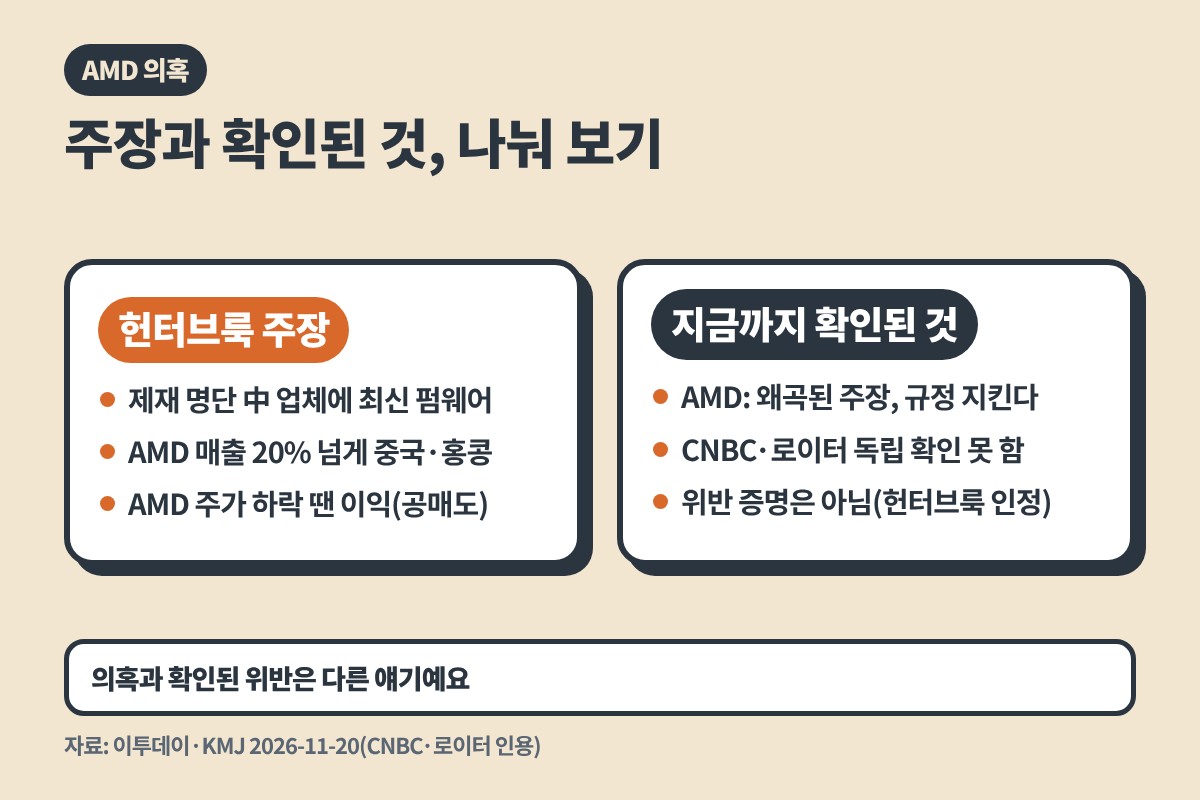 AMD 의혹
주장과 확인된 것, 나눠 보기
헌터브룩 주장
제재 명단 中 업체에 최신 펌웨어
AMD 매출 20% 넘게 중국·홍콩
AMD 주가 하락 땐 이익(공매도)
지금까지 확인된 것
AMD: 왜곡된 주장, 규정 지킨다
CNBC·로이터 독립 확인 못 함
위반 증명은 아님(헌터브룩 인정)
의혹과 확인된 위반은 다른 얘기예요
자료: 이투데이·KMJ 2026-11-20(CNBC·로이터 인용)